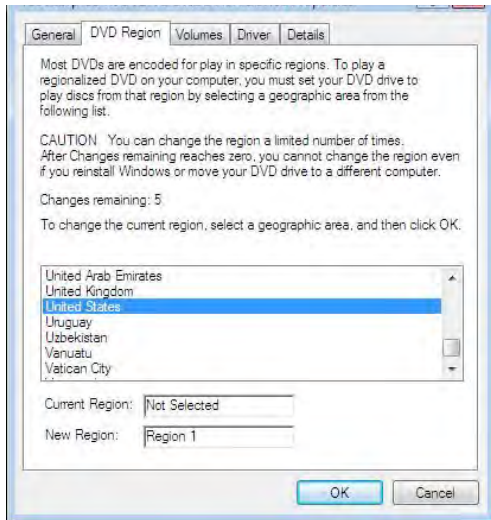 General DVD Region Volumes Driver Details
Most DVDs are encoded for play in specific regions. To play a
regionalized DVD on your computer, you must set your DVD drive to
play discs from that region by selecting a geographic area from the
following list.
CAUTION You can change the region a limited number of times.
After Changes remaining reaches zero, you cannot change the region even
if you reinstall Windows or move your DVD drive to a different computer.
Changes remaining: 5
To change the current region, select a geographic area, and then click OK.
United Arab Emirates
United Kingdom
United States
Uruguay
Uzbekistan
Vanuatu
Vatican City
Current Region: Not Selected
New Region: Region 1
OK Cancel